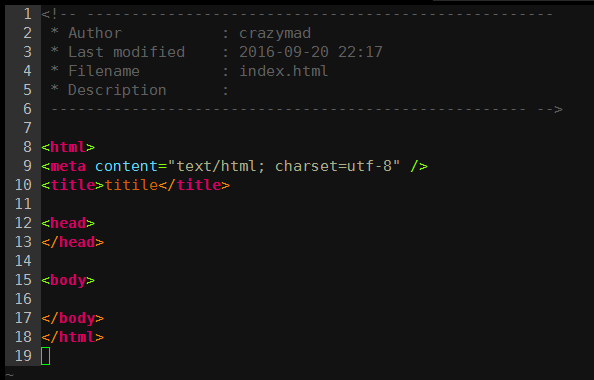 1 <!-- ----------------------------------------------------
2 * Author           : crazymad
3 * Last modified    : 2016-09-20 22:17
4 * Filename         : index.html
5 * Description      :
6 ----------------------------------------------------- -->
7
8 <html>
9 <meta content="text/html; charset=utf-8" />
10 <title>titile</title>
11
12 <head>
13 </head>
14
15 <body>
16
17 </body>
18 </html>
19
~